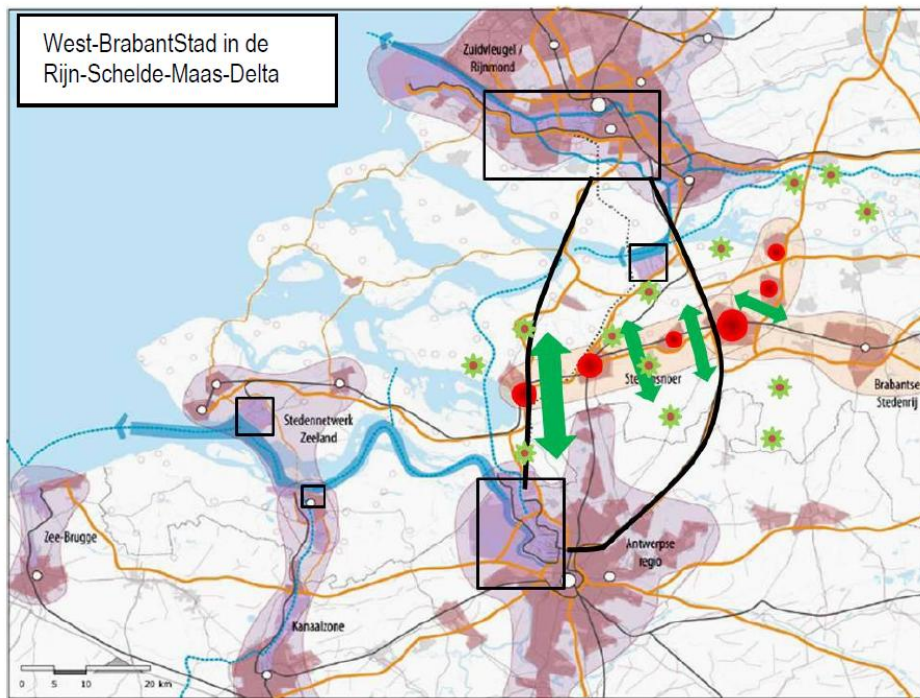 West-BrabantStad in de
Rijn-Schelde-Maas-Delta
Zuidvleugel /
Rijnmond
Brabantse
Stedenrij
Stedennetwerk
Zeeland
Zee-Brugge
Antwerpse
regio
Kanaalzone
0 5 10 20 km